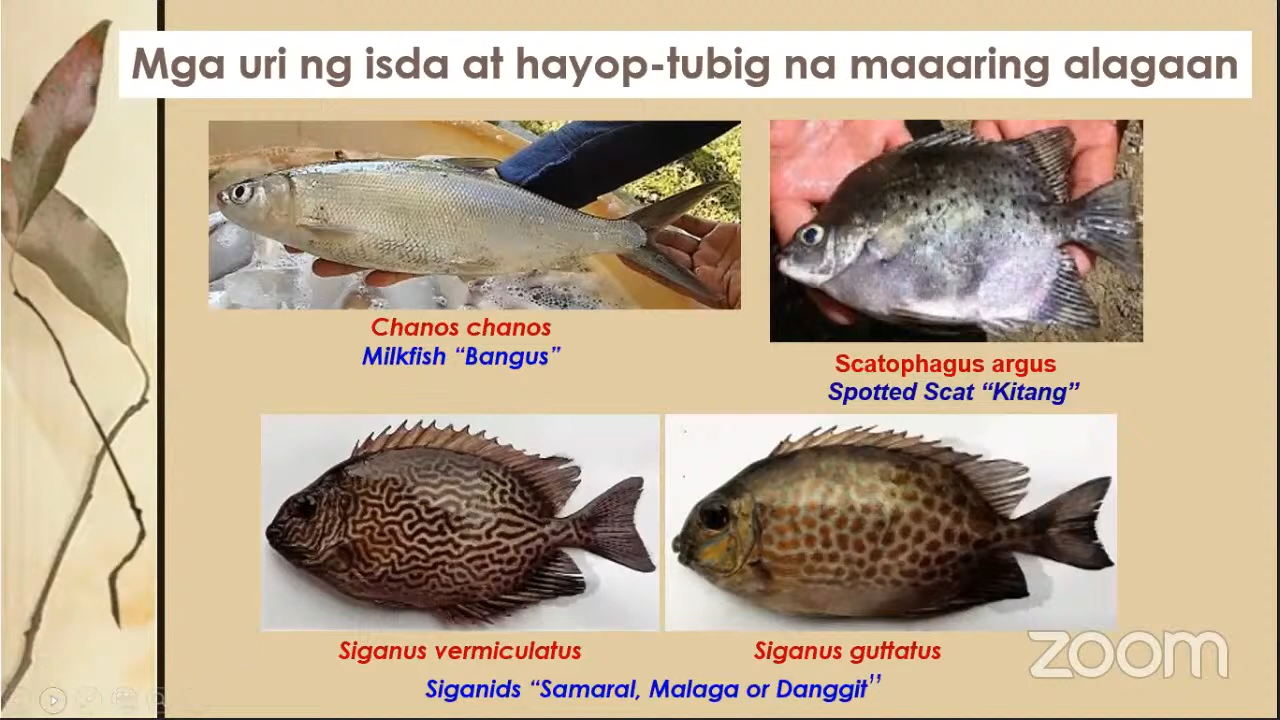 Mga uri ng isda at hayop-tubig na maaaring alagaan
Chanos chanos
Milkfish “Bangus”
Scatophagus argus
Spotted Scat “Kitang”
Siganus vermiculatus
Siganus guttatus
Siganids “Samaral, Malaga or Danggit’’
zoom